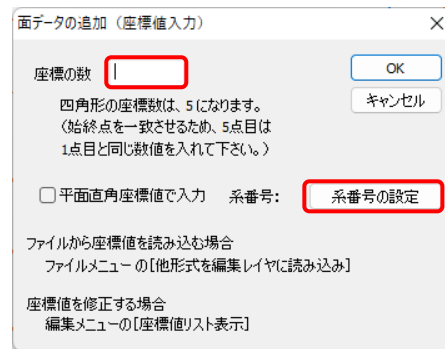 面データの追加（座標値入力）
座標の数
OK
四角形の座標数は、5になります。
（始終点を一致させるため、5点目は
1点目と同じ数値を入れて下さい。）
キャンセル
平面直角座標値で入力 系番号： 系番号の設定
ファイルから座標値を読み込む場合
ファイルメニューの[他形式を編集レイヤに読み込み]
座標値を修正する場合
編集メニューの[座標値リスト表示]